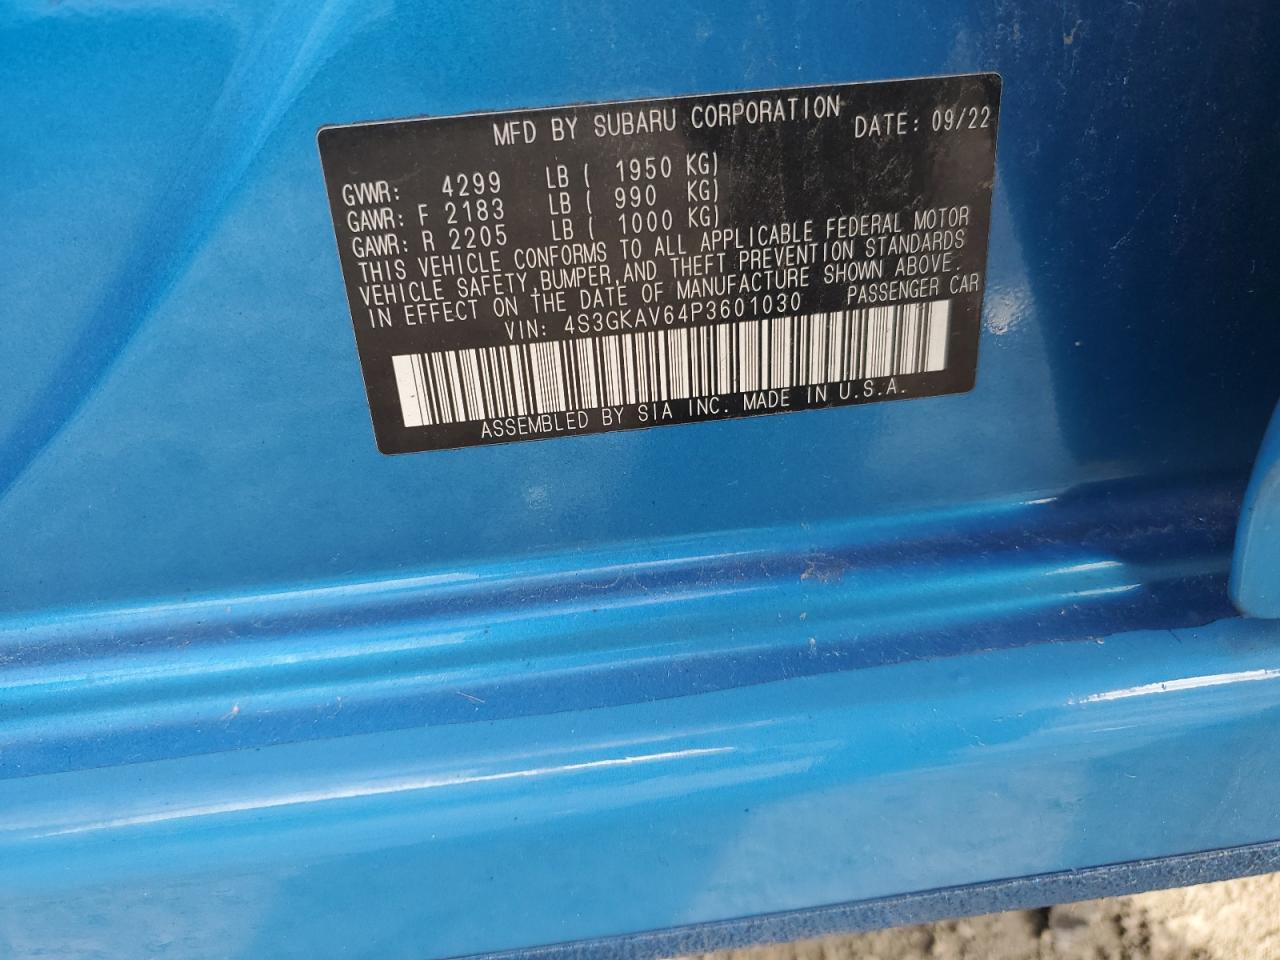 MFD BY SUBARU CORPORATION DATE: 09/22
GVWR: 4299 LB ( 1950 KG)
GAWR: F 2183 LB ( 990 KG)
GAWR: R 2205 LB ( 1000 KG)
THIS VEHICLE CONFORMS TO ALL APPLICABLE FEDERAL MOTOR
VEHICLE SAFETY,BUMPER,AND THEFT PREVENTION STANDARDS
IN EFFECT ON THE DATE OF MANUFACTURE SHOWN ABOVE.
VIN: 4S3GKAV64P3601030 PASSENGER CAR
ASSEMBLED BY SIA INC. MADE IN U.S.A.